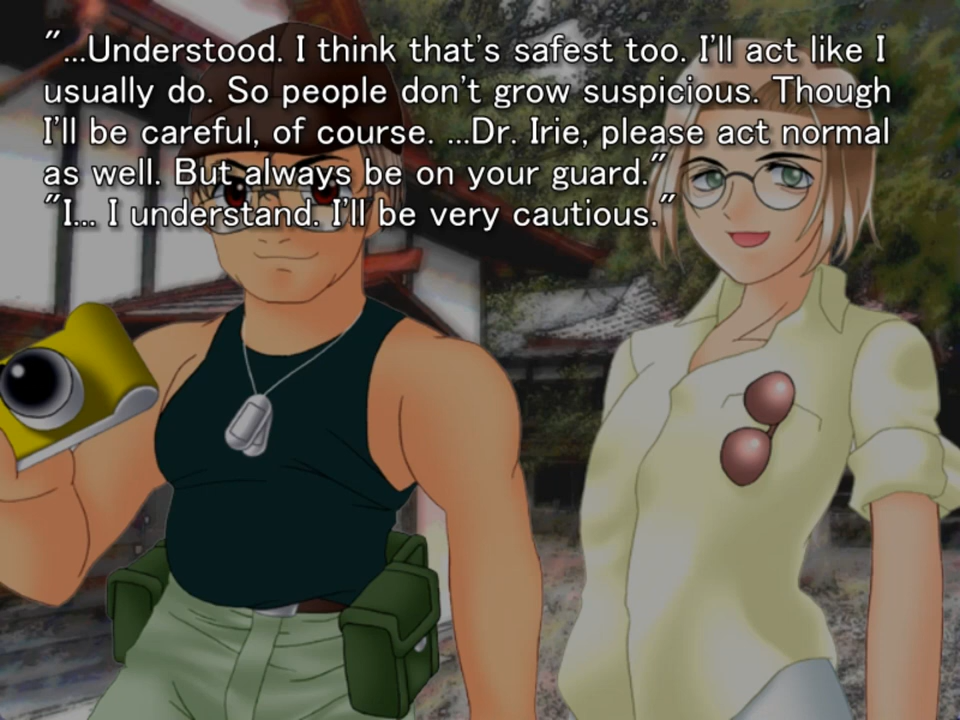 "...Understood. I think that's safest too. I'll act like I
usually do. So people don't grow suspicious. Though
I'll be careful, of course. ...Dr. Irie, please act normal
as well. But always be on your guard."
"I... I understand. I'll be very cautious."